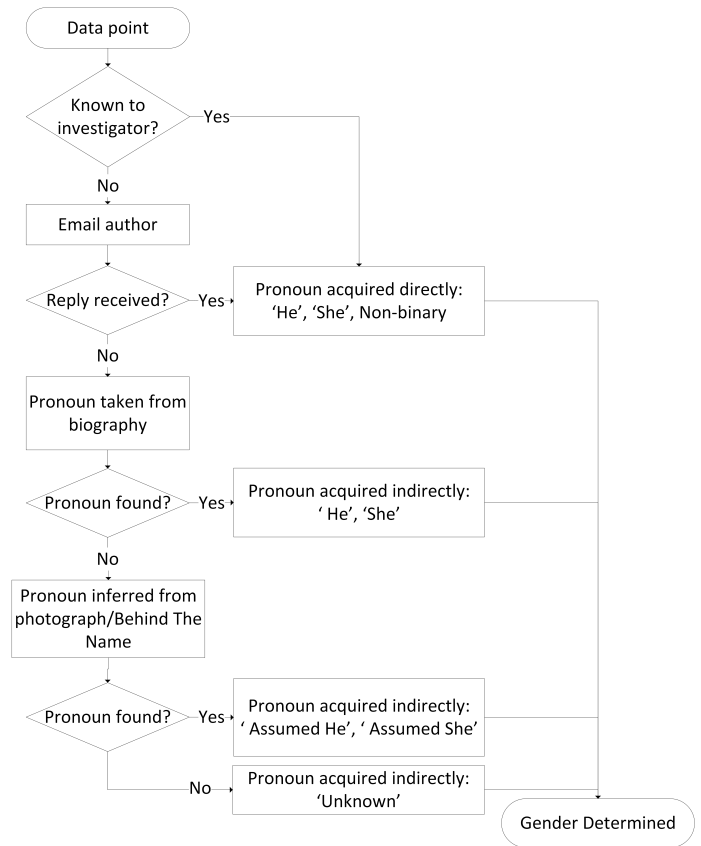 Data point
Known to
investigator?
Yes
No
Email author
Reply received?
Yes
Pronoun acquired directly:
‘He’, ‘She’, Non-binary
No
Pronoun taken from
biography
Pronoun found?
Yes
Pronoun acquired indirectly:
‘ He’, ‘She’
No
Pronoun inferred from
photograph/Behind The
Name
Pronoun found?
Yes
Pronoun acquired indirectly:
‘ Assumed He’, ‘ Assumed She’
No
Pronoun acquired indirectly:
‘Unknown’
Gender Determined